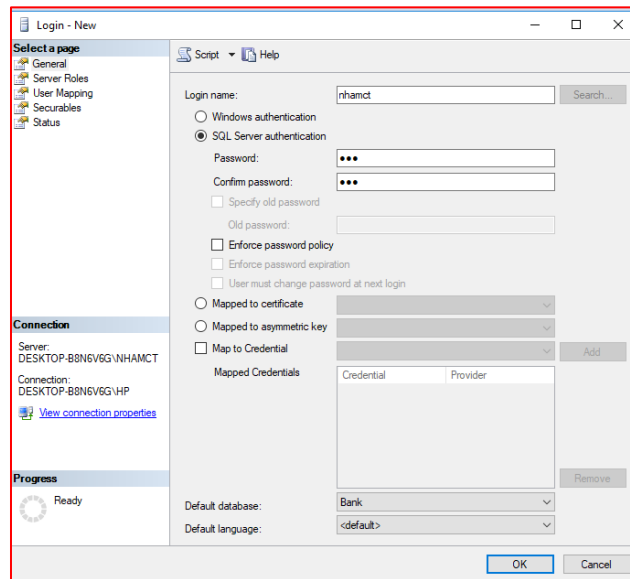 Login - New
Select a page
General
Server Roles
User Mapping
Securables
Status
Script Help
Login name: nhamct Search...
Windows authentication
SQL Server authentication
Password: ●●●
Confirm password: ●●●
Specify old password
Old password:
Enforce password policy
Enforce password expiration
User must change password at next login
Mapped to certificate
Mapped to asymmetric key
Map to Credential Add
Mapped Credentials Credential Provider
Remove
Default database: Bank
Default language: <default>
Connection
Server:
DESKTOP-B8N6V6G\NHAMCT
Connection:
DESKTOP-B8N6V6G\HP
View connection properties
Progress
Ready
OK Cancel